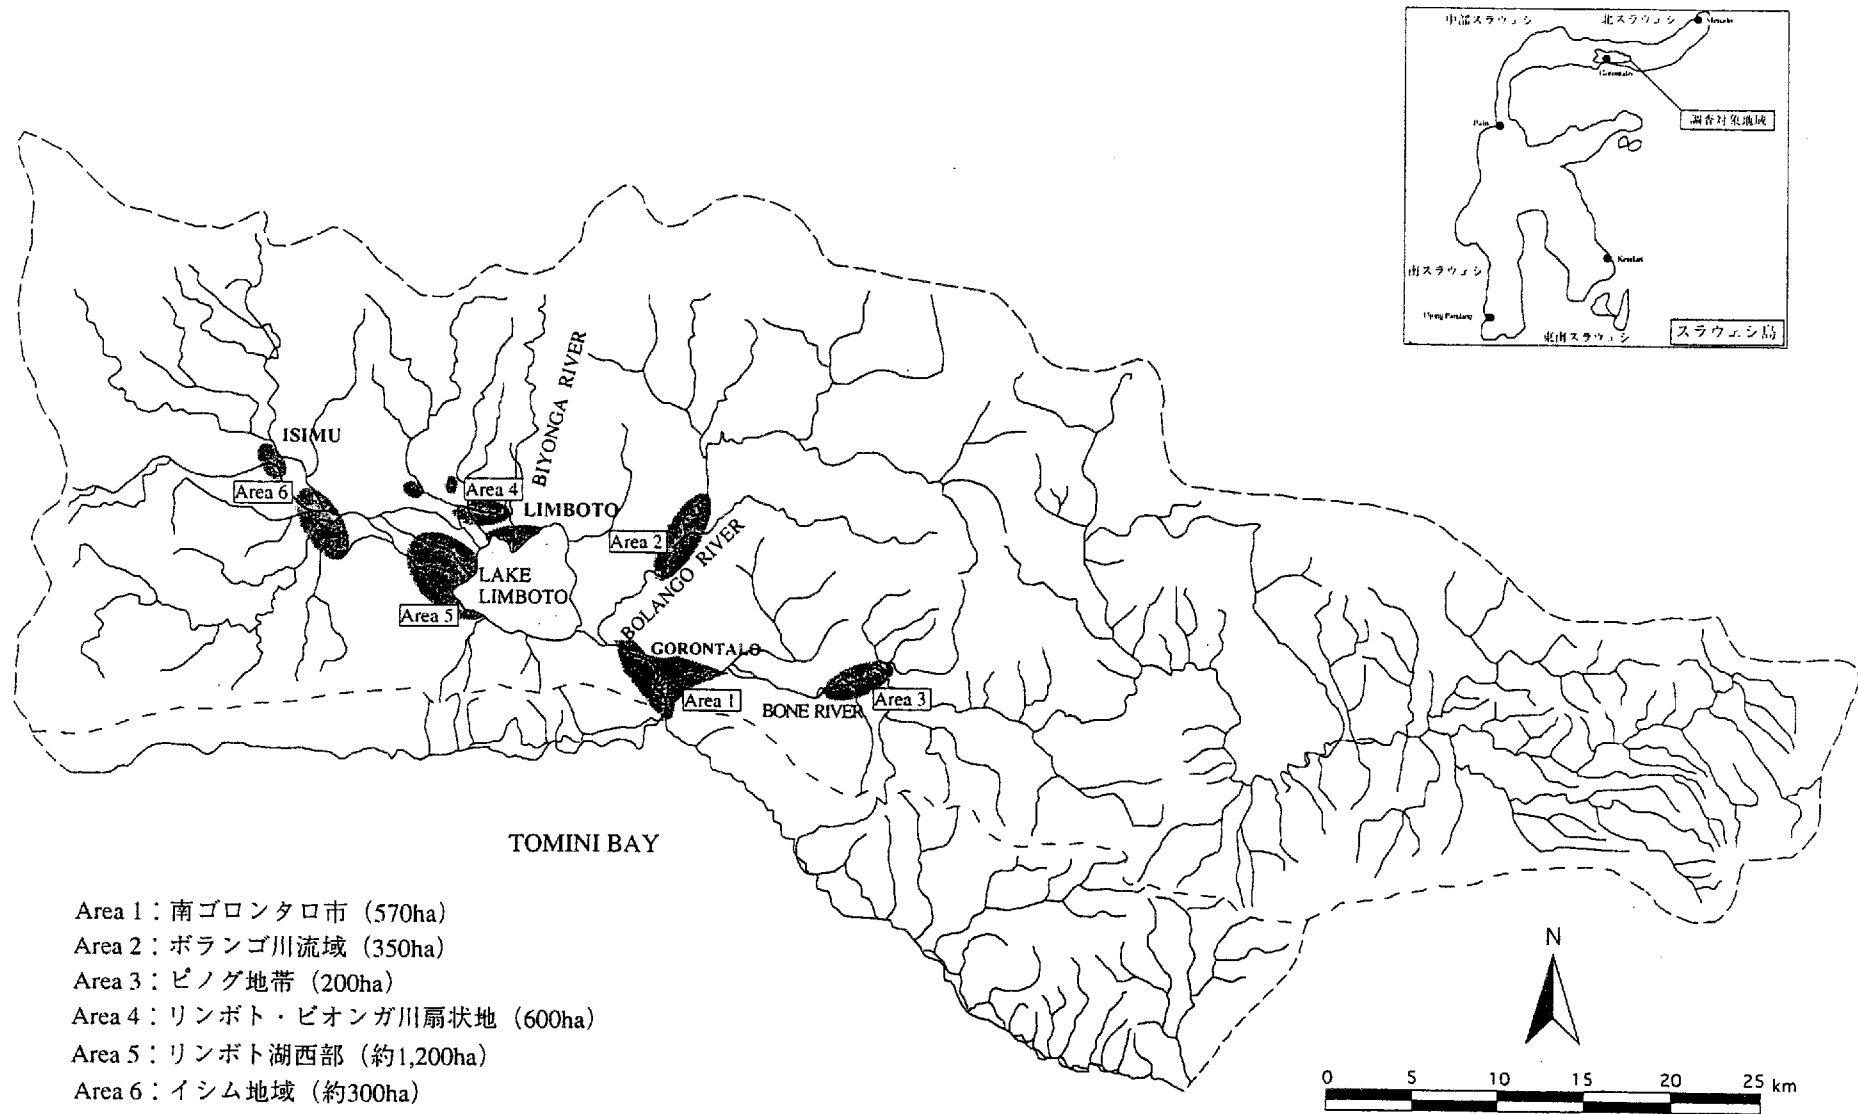 中部スラウェシ
北スラウェシ
Menado
Gorontalo
Palu
調査対象地域
Kendari
南スラウェシ
Ujung Pandang
東南スラウェシ
スラウェシ島
BIYONGA RIVER
ISIMU
Area 6
Area 4
LIMBOTO
Area 2
BOLANGO RIVER
LAKE
LIMBOTO
Area 5
GORONTALO
Area 1
BONE RIVER
Area 3
TOMINI BAY
Area 1：南ゴロンタロ市（570ha）
Area 2：ボランゴ川流域（350ha）
Area 3：ピノグ地帯（200ha）
Area 4：リンボト・ビオンガ川扇状地（600ha）
Area 5：リンボト湖西部（約1,200ha）
Area 6：イシム地域（約300ha）
N
0 5 10 15 20 25 km